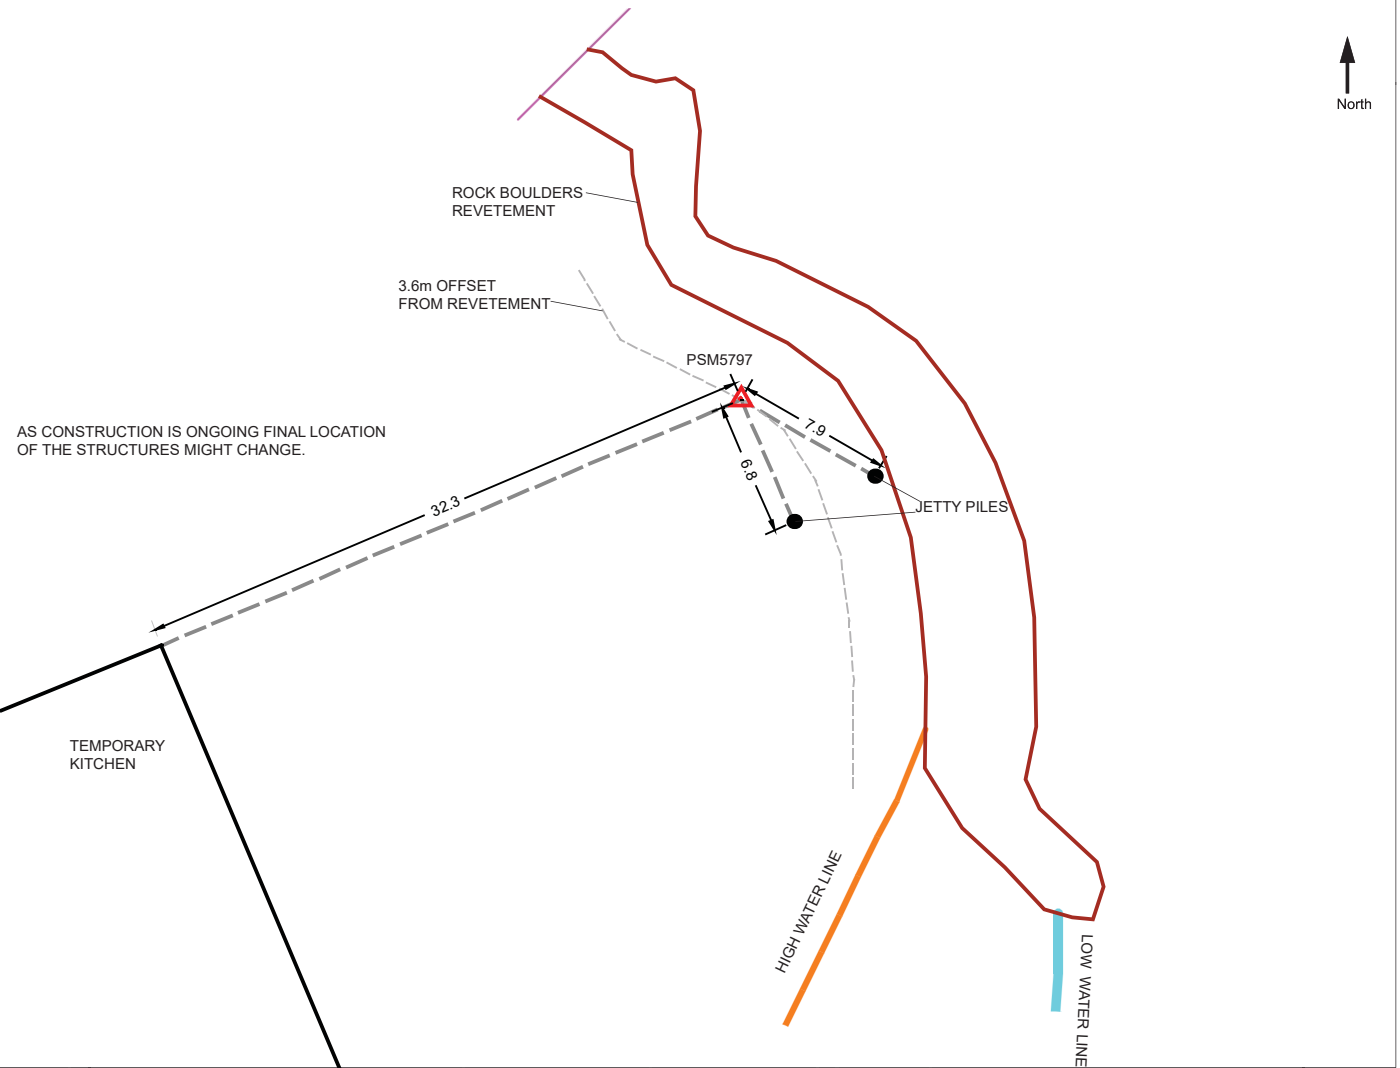 North
ROCK BOULDERS
REVETEMENT
3.6m OFFSET
FROM REVETEMENT
PSM5797
7.9
AS CONSTRUCTION IS ONGOING FINAL LOCATION
OF THE STRUCTURES MIGHT CHANGE.
6.8
32.3
JETTY PILES
TEMPORARY
KITCHEN
HIGH WATER LINE
LOW WATER LINE